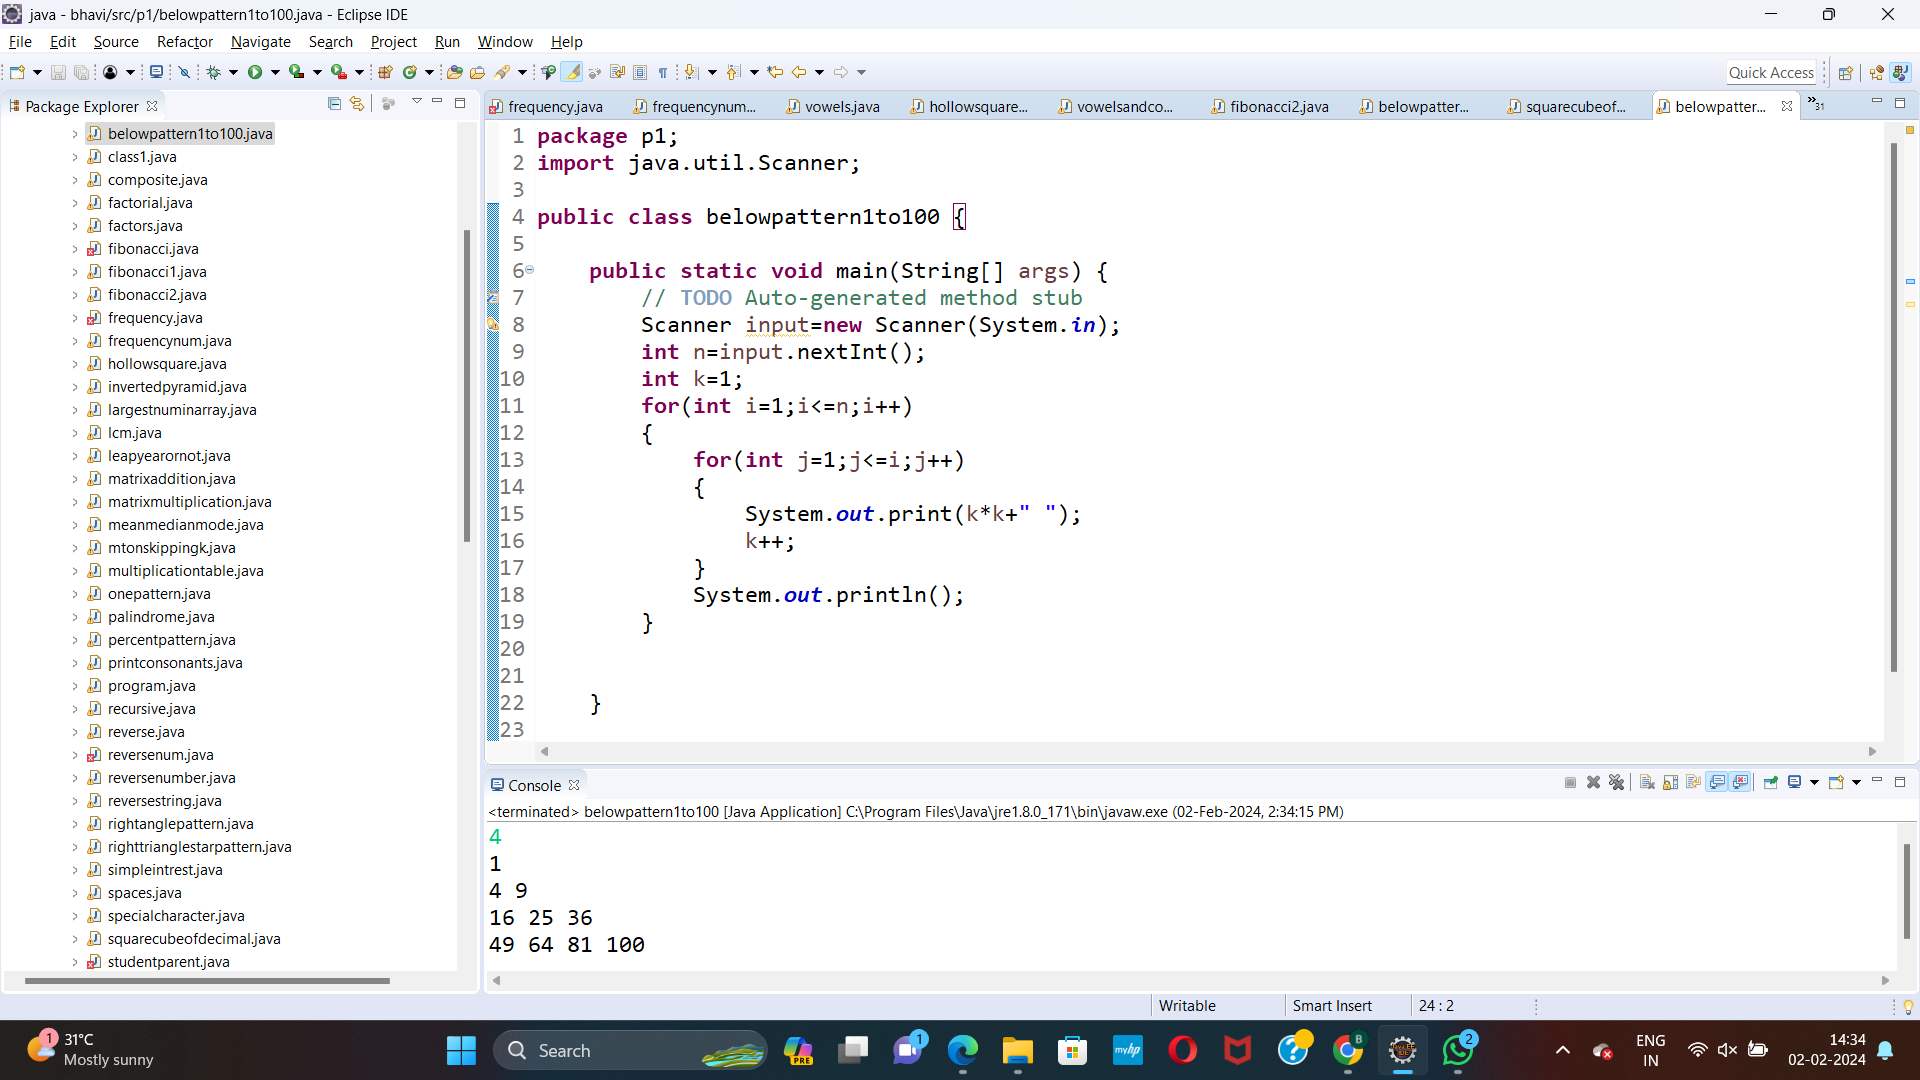 java - bhavi/src/p1/belowpattern1to100.java - Eclipse IDE
File Edit Source Refactor Navigate Search Project Run Window Help
Quick Access
Package Explorer
belowpattern1to100.java
class1.java
composite.java
factorial.java
factors.java
fibonacci.java
fibonacci1.java
fibonacci2.java
frequency.java
frequencynum.java
hollowsquare.java
invertedpyramid.java
largestnuminarray.java
lcm.java
leapyearornot.java
matrixaddition.java
matrixmultiplication.java
meanmedianmode.java
mtonskippingk.java
multiplicationtable.java
onepattern.java
palindrome.java
percentpattern.java
printconsonants.java
program.java
recursive.java
reverse.java
reversenum.java
reversenumber.java
reversestring.java
rightanglepattern.java
righttrianglestarpattern.java
simpleintrest.java
spaces.java
specialcharacter.java
squarecubeofdecimal.java
studentparent.java
frequency.java frequencynum... vowels.java hollowsquare... vowelsandco... fibonacci2.java belowpatter... squarecubeof... belowpatter... »31
1 package p1;
2 import java.util.Scanner;
3
4 public class belowpattern1to100 {
5
6 public static void main(String[] args) {
7 // TODO Auto-generated method stub
8 Scanner input=new Scanner(System.in);
9 int n=input.nextInt();
10 int k=1;
11 for(int i=1;i<=n;i++)
12 {
13 for(int j=1;j<=i;j++)
14 {
15 System.out.print(k*k+" ");
16 k++;
17 }
18 System.out.println();
19 }
20
21
22 }
23
Console
<terminated> belowpattern1to100 [Java Application] C:\Program Files\Java\jre1.8.0_171\bin\javaw.exe (02-Feb-2024, 2:34:15 PM)
4
1
4 9
16 25 36
49 64 81 100
Writable Smart Insert 24 : 2
1
31°C
Mostly sunny
Search
PRE
1
myhp
B
2
ENG
IN
14:34
02-02-2024